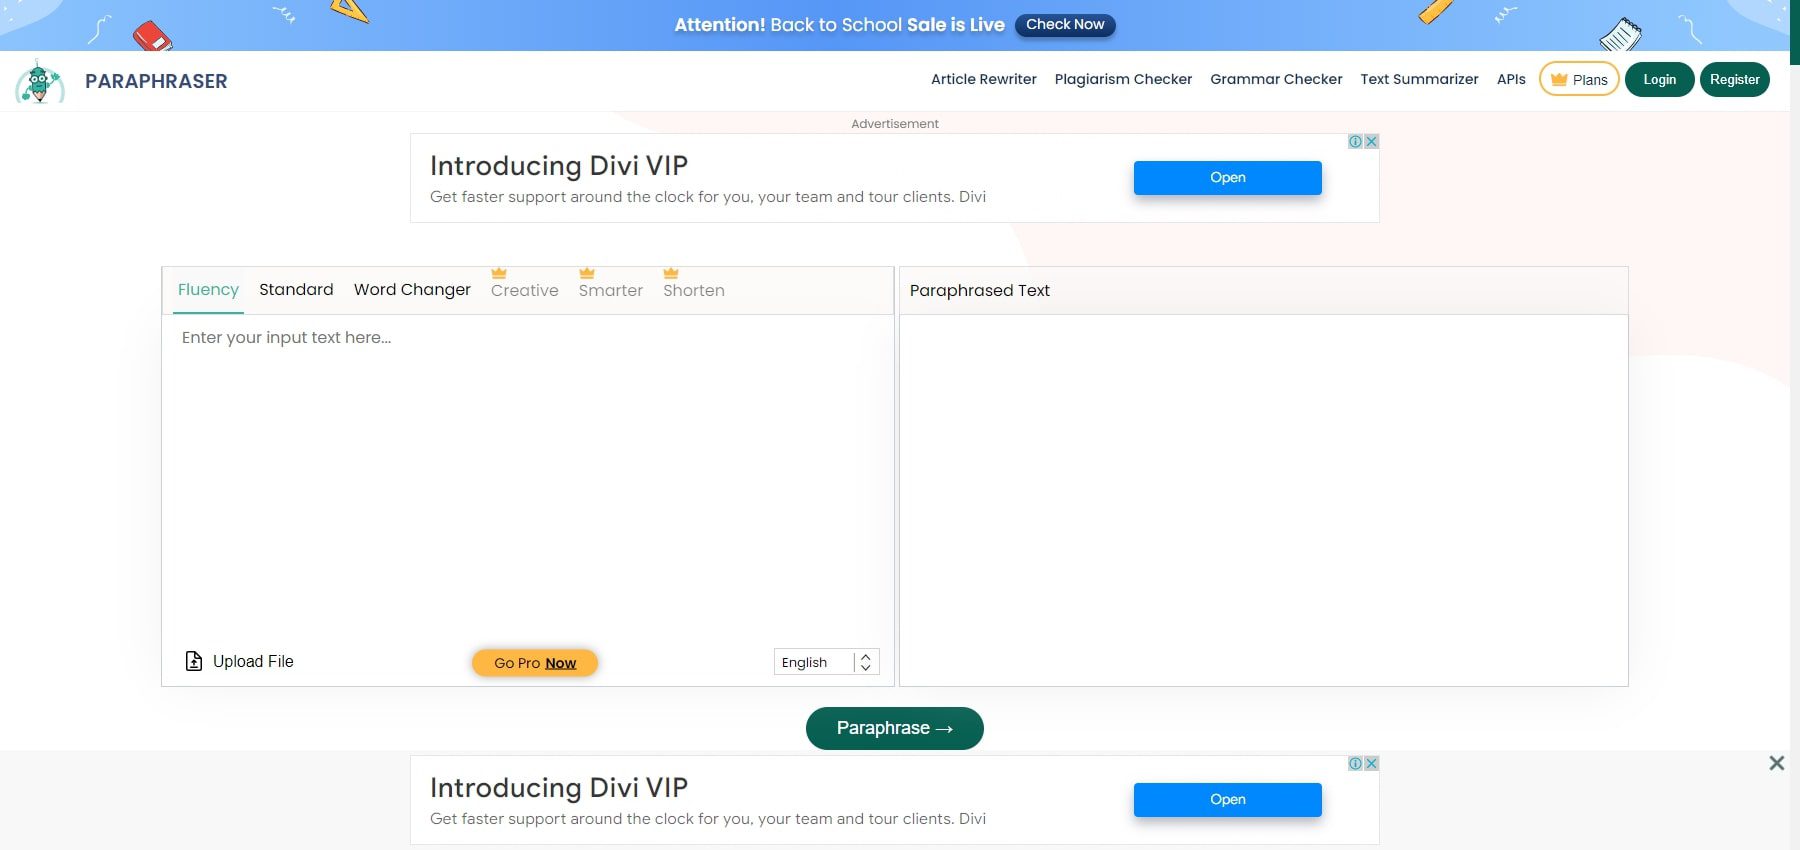 Attention! Back to School Sale is Live Check Now
PARAPHRASER Article Rewriter Plagiarism Checker Grammar Checker Text Summarizer APIs Plans Login Register
Advertisement
Introducing Divi VIP
Get faster support around the clock for you, your team and tour clients. Divi
Open
Fluency Standard Word Changer Creative Smarter Shorten
Enter your input text here...
Upload File Go Pro Now English
Paraphrased Text
Paraphrase →
Introducing Divi VIP
Get faster support around the clock for you, your team and tour clients. Divi
Open